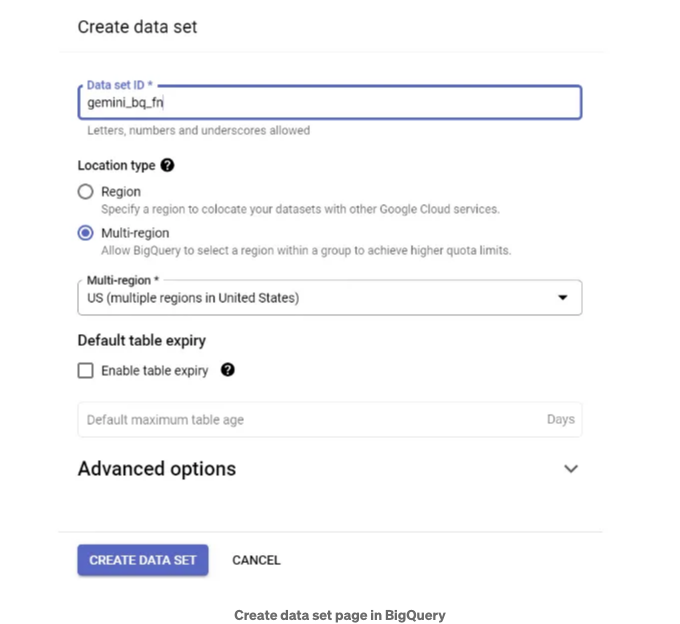 Create data set
Data set ID *
gemini_bq_fn
Letters, numbers and underscores allowed
Location type
Region
Specify a region to colocate your datasets with other Google Cloud services.
Multi-region
Allow BigQuery to select a region within a group to achieve higher quota limits.
Multi-region *
US (multiple regions in United States)
Default table expiry
Enable table expiry
Default maximum table age Days
Advanced options
CREATE DATA SET CANCEL
Create data set page in BigQuery